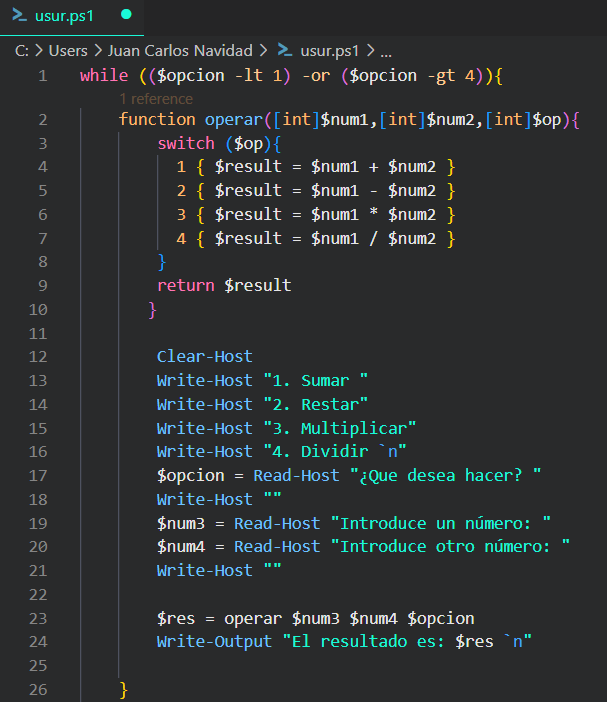 usur.ps1
C: > Users > Juan Carlos Navidad > usur.ps1 > ...
1 while (($opcion -lt 1) -or ($opcion -gt 4)){
1 reference
2 function operar([int]$num1,[int]$num2,[int]$op){
3 switch ($op){
4 1 { $result = $num1 + $num2 }
5 2 { $result = $num1 - $num2 }
6 3 { $result = $num1 * $num2 }
7 4 { $result = $num1 / $num2 }
8 }
9 return $result
10 }
11
12 Clear-Host
13 Write-Host "1. Sumar "
14 Write-Host "2. Restar"
15 Write-Host "3. Multiplicar"
16 Write-Host "4. Dividir `n"
17 $opcion = Read-Host "¿Que desea hacer? "
18 Write-Host ""
19 $num3 = Read-Host "Introduce un número: "
20 $num4 = Read-Host "Introduce otro número: "
21 Write-Host ""
22
23 $res = operar $num3 $num4 $opcion
24 Write-Output "El resultado es: $res `n"
25
26 }